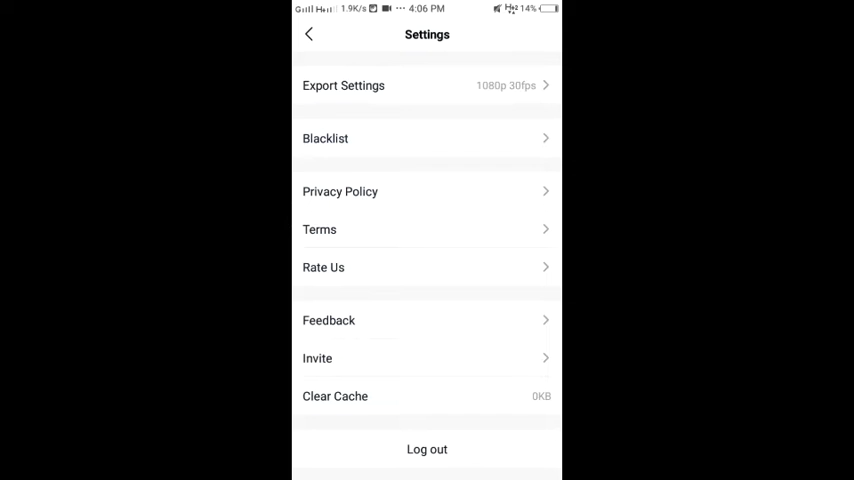 1.9K/s ··· 4:06 PM 14%
Settings
Export Settings 1080p 30fps
Blacklist
Privacy Policy
Terms
Rate Us
Feedback
Invite
Clear Cache 0KB
Log out